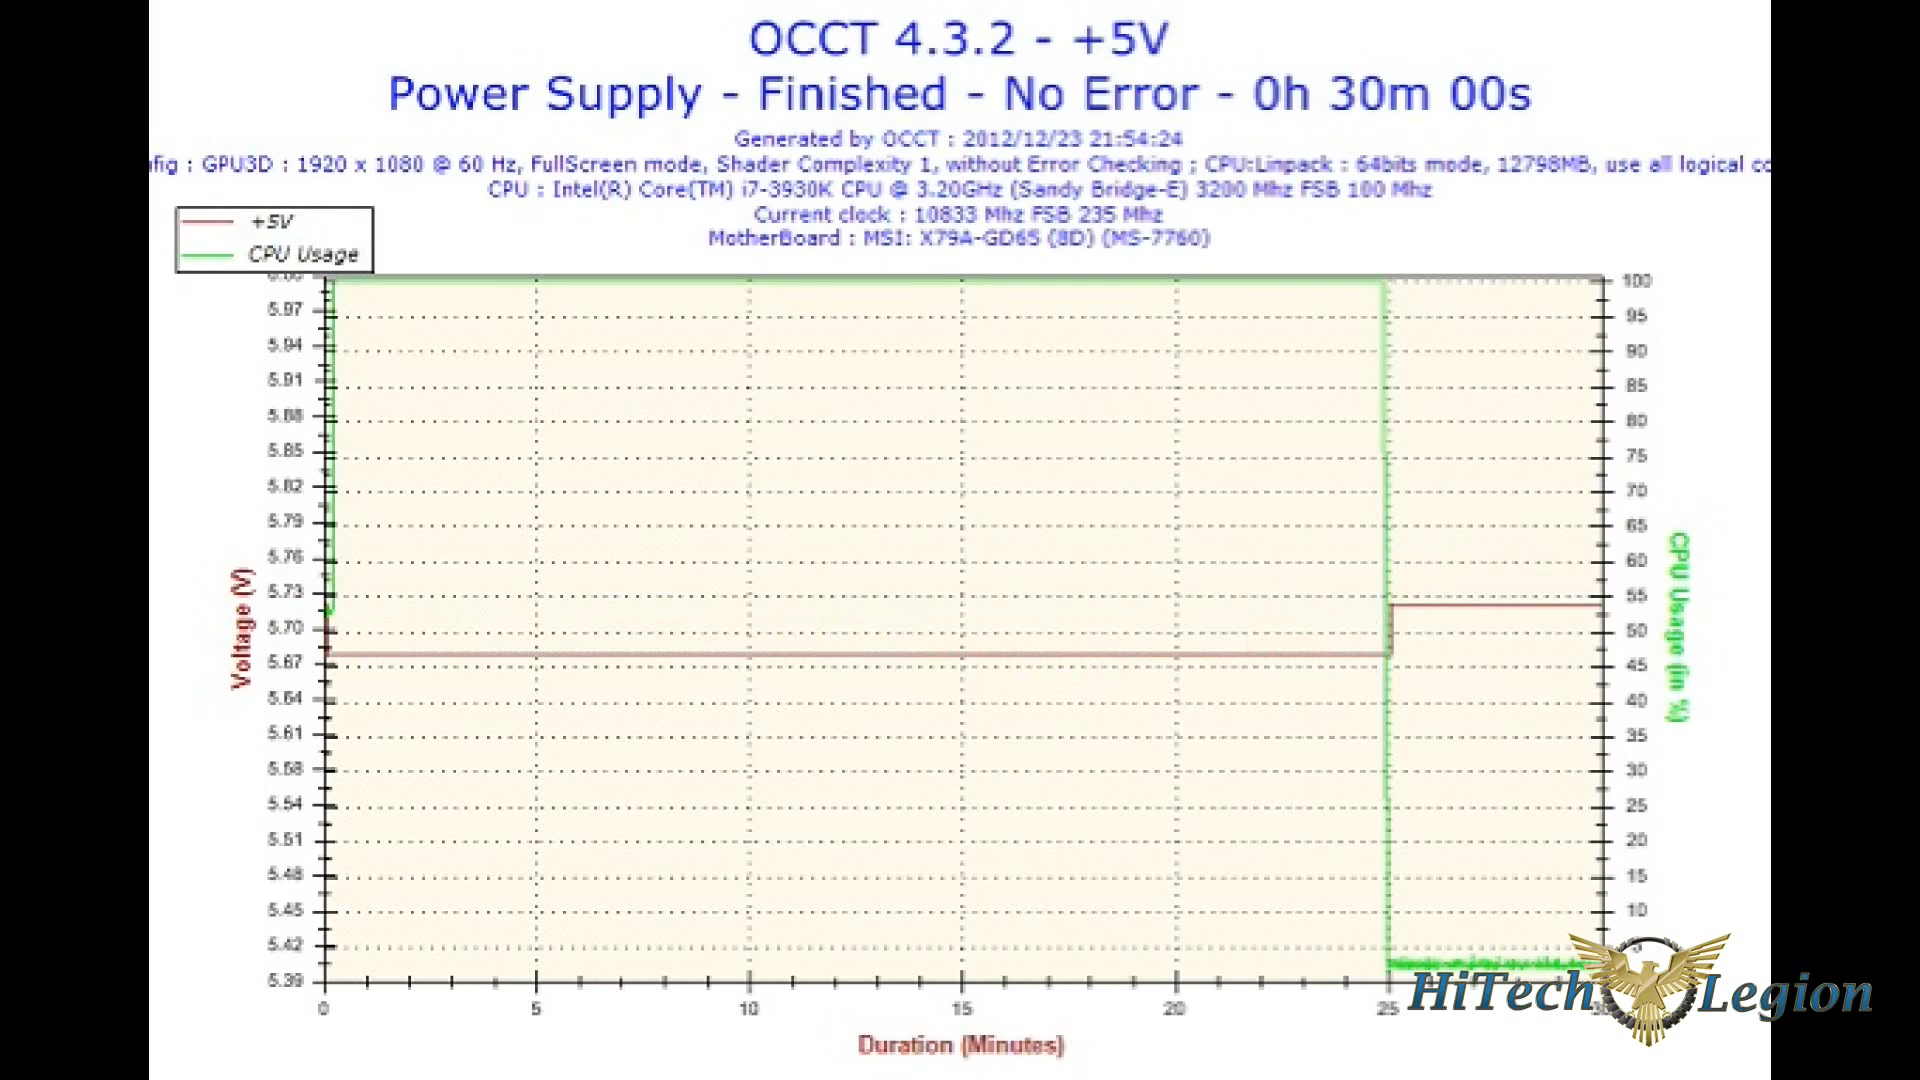 OCCT 4.3.2 - +5V
Power Supply - Finished - No Error - 0h 30m 00s
Generated by OCCT : 2012/12/23 21:54:24
nfig : GPU3D : 1920 x 1080 @ 60 Hz, FullScreen mode, Shader Complexity 1, without Error Checking ; CPU:Linpack : 64bits mode, 12798MB, use all logical co
CPU : Intel(R) Core(TM) i7-3930K CPU @ 3.20GHz (Sandy Bridge-E) 3200 Mhz FSB 100 Mhz
Current clock : 10833 Mhz FSB 235 Mhz
MotherBoard : MSI: X79A-GD65 (8D) (MS-7760)
+5V
CPU Usage
5.97
5.94
5.91
5.88
5.85
5.82
5.79
5.76
5.73
5.70
5.67
5.64
5.61
5.58
5.54
5.51
5.48
5.45
5.42
5.39
Voltage (V)
100
95
90
85
80
75
70
65
60
55
50
45
40
35
30
25
20
15
10
CPU Usage (in %)
0 5 10 15 20 25
Duration (Minutes)
HiTech Legion